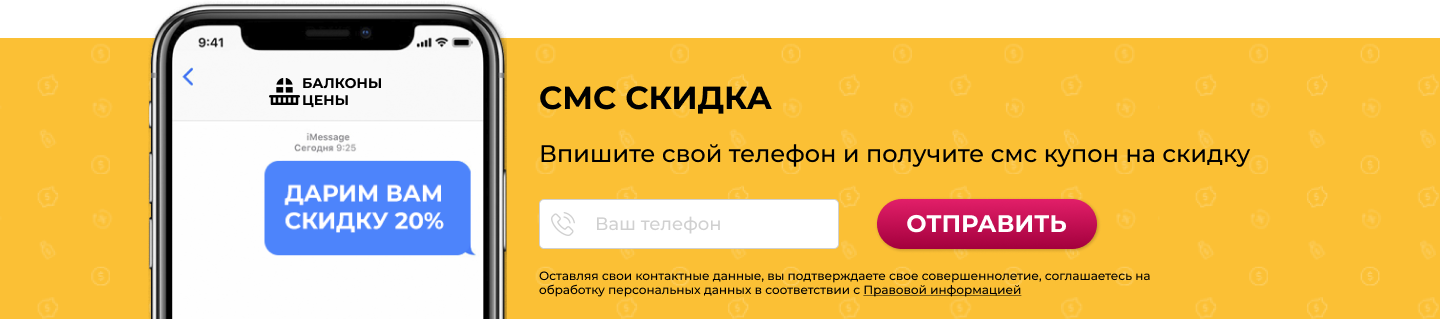 9:41
БАЛКОНЫ
ЦЕНЫ
iMessage
Сегодня 9:25
ДАРИМ ВАМ
СКИДКУ 20%
СМС СКИДКА
Впишите свой телефон и получите смс купон на скидку
Ваш телефон
ОТПРАВИТЬ
Оставляя свои контактные данные, вы подтверждаете свое совершеннолетие, соглашаетесь на
обработку персональных данных в соответствии с Правовой информацией